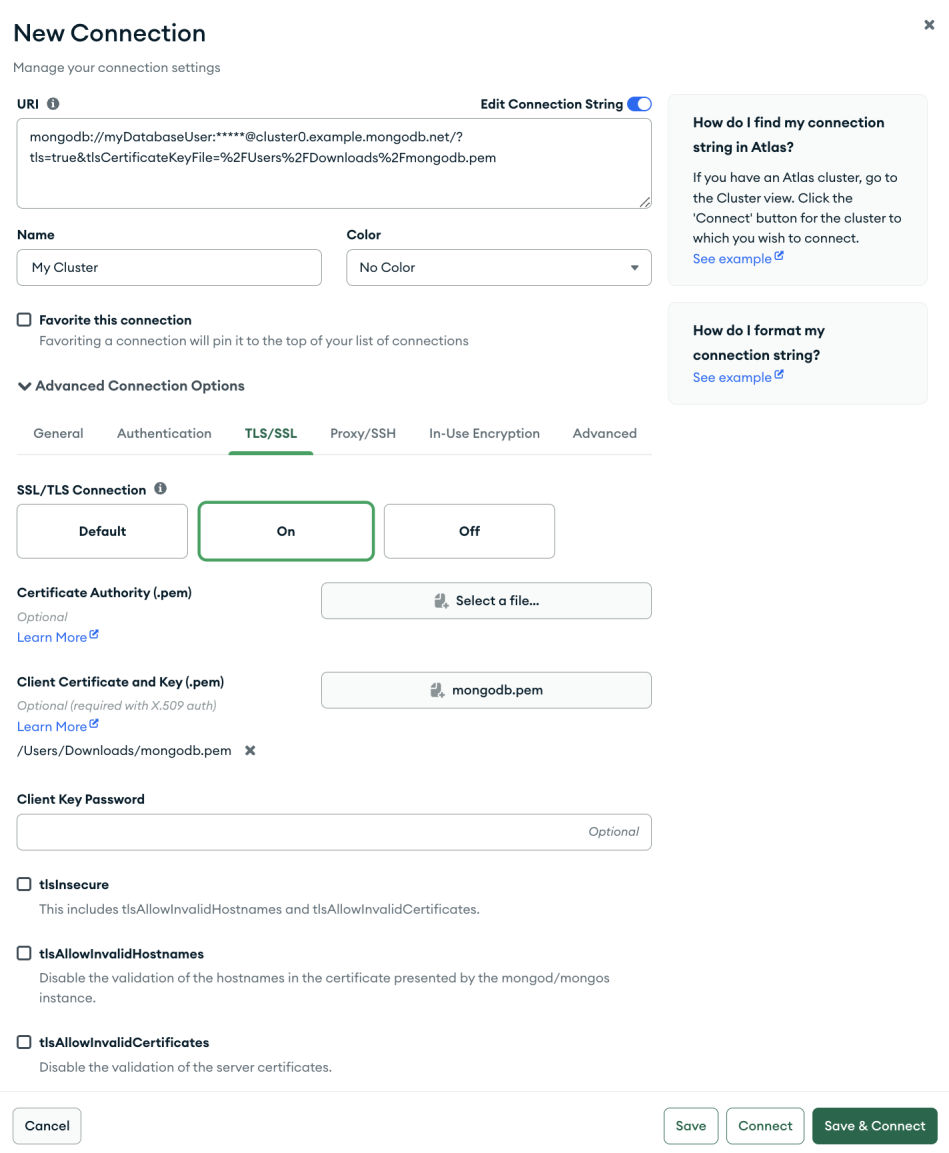 New Connection
Manage your connection settings
URI
Edit Connection String
mongodb://myDatabaseUser:*****@cluster0.example.mongodb.net/?
tls=true&tlsCertificateKeyFile=%2FUsers%2FDownloads%2Fmongodb.pem
Name
Color
My Cluster
No Color
Favorite this connection
Favoriting a connection will pin it to the top of your list of connections
Advanced Connection Options
General
Authentication
TLS/SSL
Proxy/SSH
In-Use Encryption
Advanced
SSL/TLS Connection
Default
On
Off
Certificate Authority (.pem)
Optional
Learn More
Select a file...
Client Certificate and Key (.pem)
Optional (required with X.509 auth)
Learn More
mongodb.pem
/Users/Downloads/mongodb.pem
Client Key Password
Optional
tlsInsecure
This includes tlsAllowInvalidHostnames and tlsAllowInvalidCertificates.
tlsAllowInvalidHostnames
Disable the validation of the hostnames in the certificate presented by the mongod/mongos
instance.
tlsAllowInvalidCertificates
Disable the validation of the server certificates.
How do I find my connection
string in Atlas?
If you have an Atlas cluster, go to
the Cluster view. Click the
'Connect' button for the cluster to
which you wish to connect.
See example
How do I format my
connection string?
See example
Cancel
Save
Connect
Save & Connect